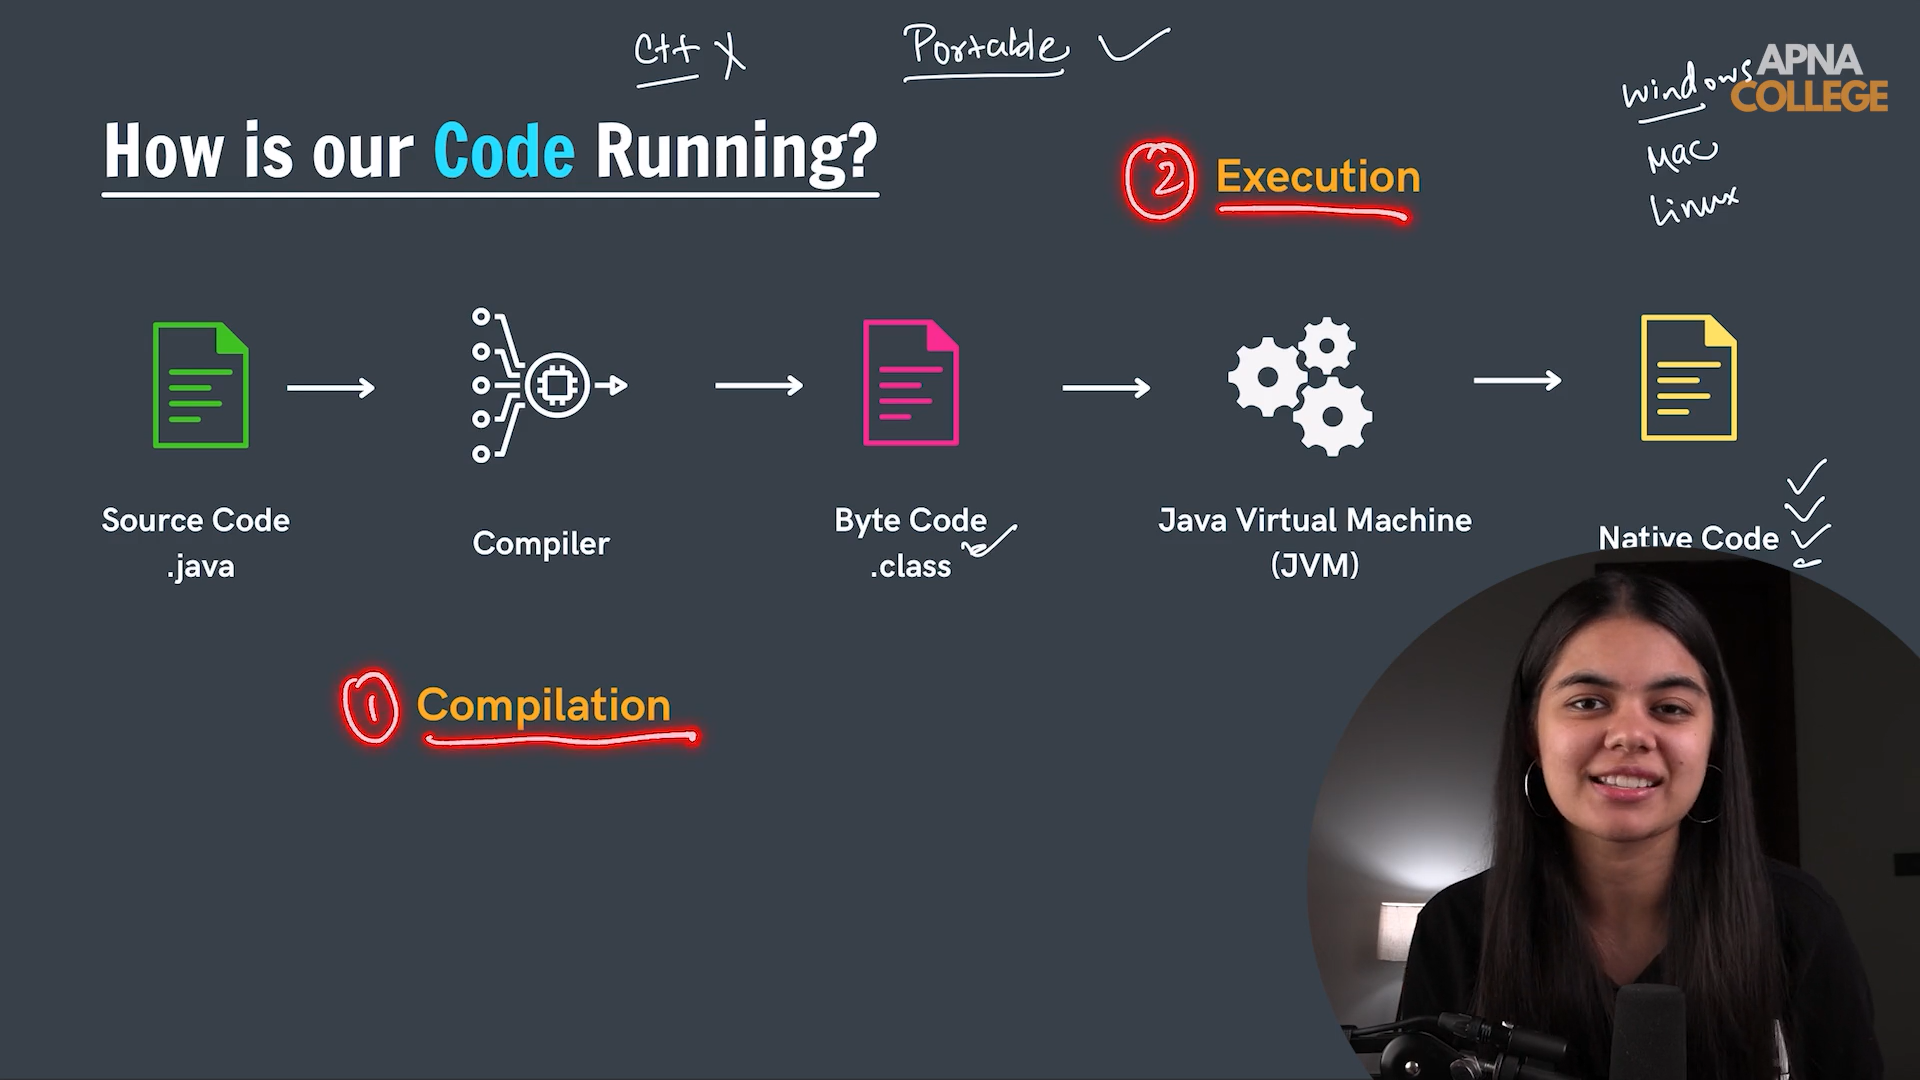 C++ X
Portable
APNA
COLLEGE
Windows
Mac
Linux
How is our Code Running?
2 Execution
Source Code
.java
Compiler
Byte Code
.class
Java Virtual Machine
(JVM)
Native Code
1 Compilation